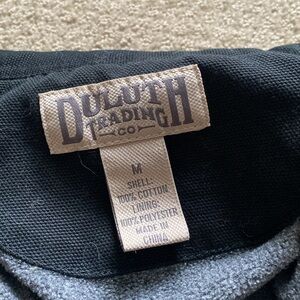 DULUTH
TRADING
CO
M
SHELL:
100% COTTON
LINING:
100% POLYESTER
MADE IN
CHINA